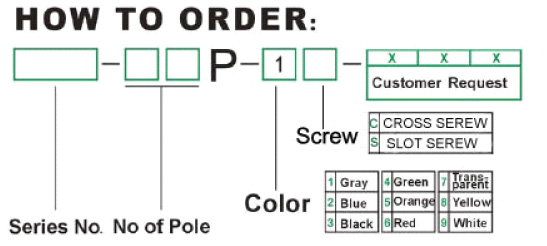 HOW TO ORDER:
P 1 X X X
Customer Request
Screw
C CROSS SEREW
S SLOT SEREW
Color
1 Gray 4 Green 7 Trans-parent
2 Blue 5 Orange 8 Yellow
3 Black 6 Red 9 White
Series No. No of Pole